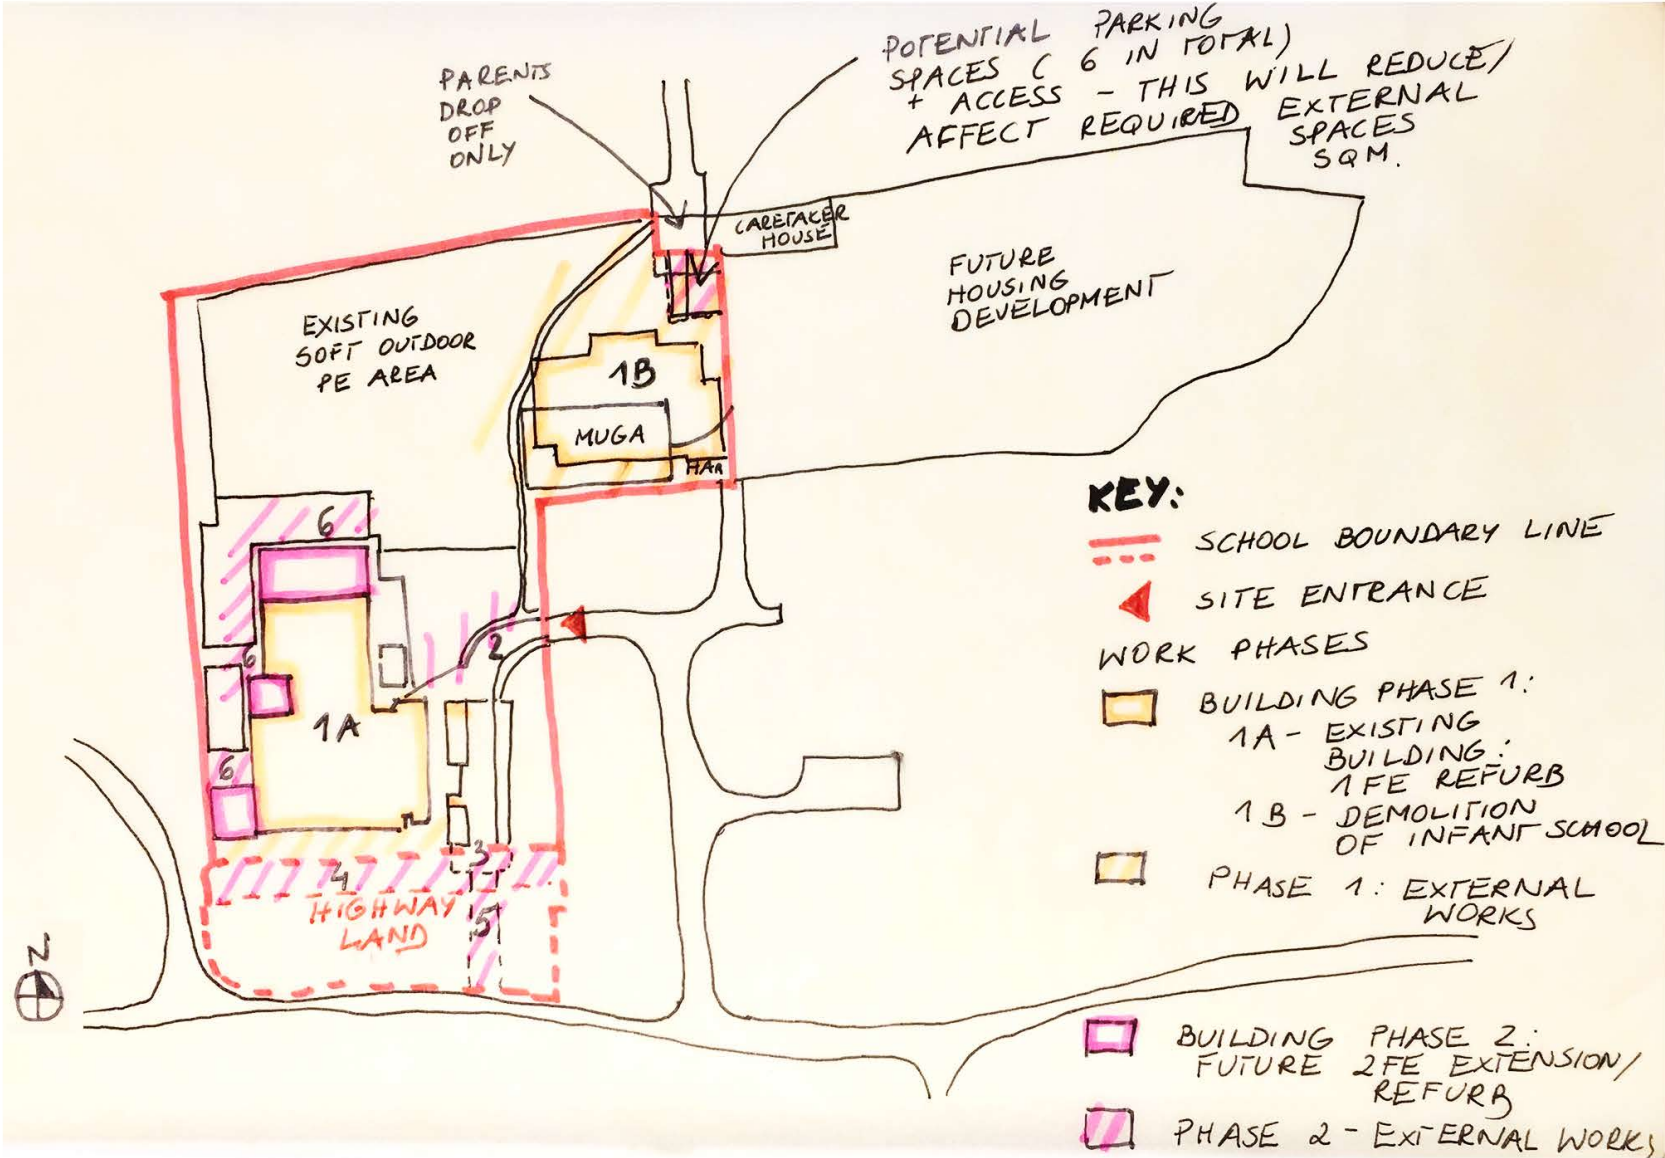 PARENTS
DROP
OFF
ONLY
POTENTIAL PARKING
SPACES ( 6 IN TOTAL)
+ ACCESS - THIS WILL REDUCE/
AFFECT REQUIRED EXTERNAL
SPACES
SQM.
CARETAKER
HOUSE
FUTURE
HOUSING
DEVELOPMENT
EXISTING
SOFT OUTDOOR
PE AREA
1B
MUGA
HAR
6
2
6
1A
6
3
4
HIGHWAY
LAND
5
N
KEY:
SCHOOL BOUNDARY LINE
SITE ENTRANCE
WORK PHASES
BUILDING PHASE 1:
1A - EXISTING
BUILDING:
1FE REFURB
1B - DEMOLITION
OF INFANT SCHOOL
PHASE 1: EXTERNAL
WORKS
BUILDING PHASE 2:
FUTURE 2FE EXTENSION/
REFURB
PHASE 2 - EXTERNAL WORKS